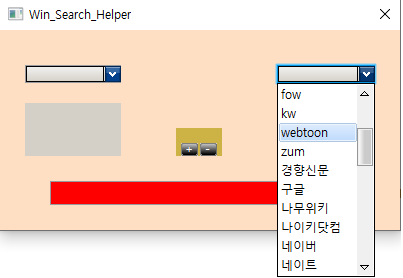 Win_Search_Helper
fow
kw
webtoon
zum
경향신문
구글
나무위키
나이키닷컴
네이버
네이트
+ -